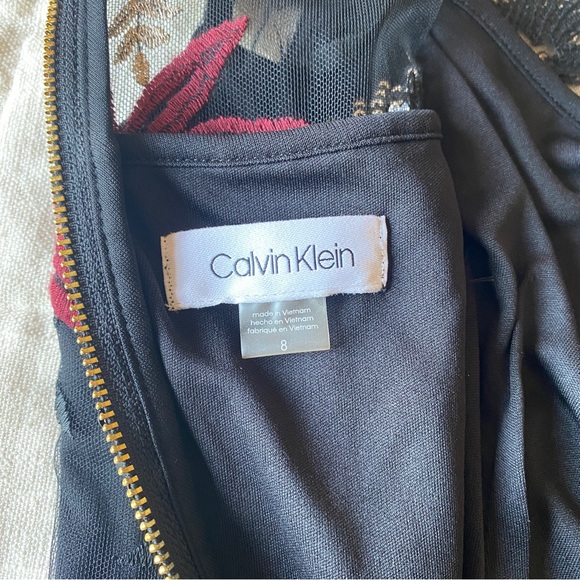 Calvin Klein
made in Vietnam
hecho en Vietnam
fabriqué en Vietnam
8